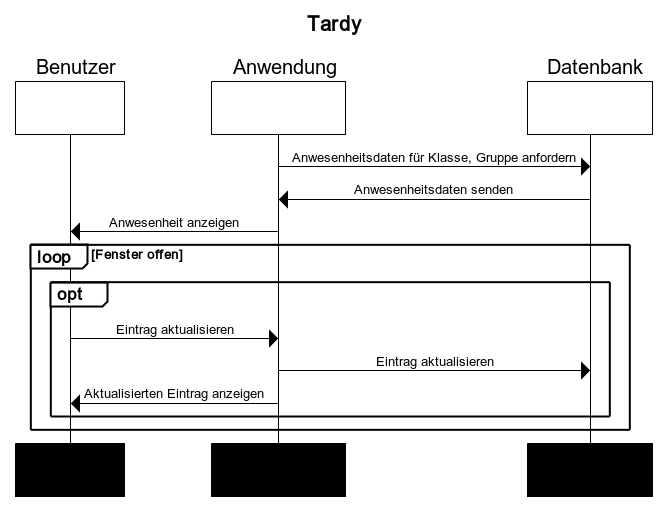 Tardy
Benutzer
Anwendung
Datenbank
Anwesenheitsdaten für Klasse, Gruppe anfordern
Anwesenheitsdaten senden
Anwesenheit anzeigen
loop [Fenster offen]
opt
Eintrag aktualisieren
Eintrag aktualisieren
Aktualisierten Eintrag anzeigen